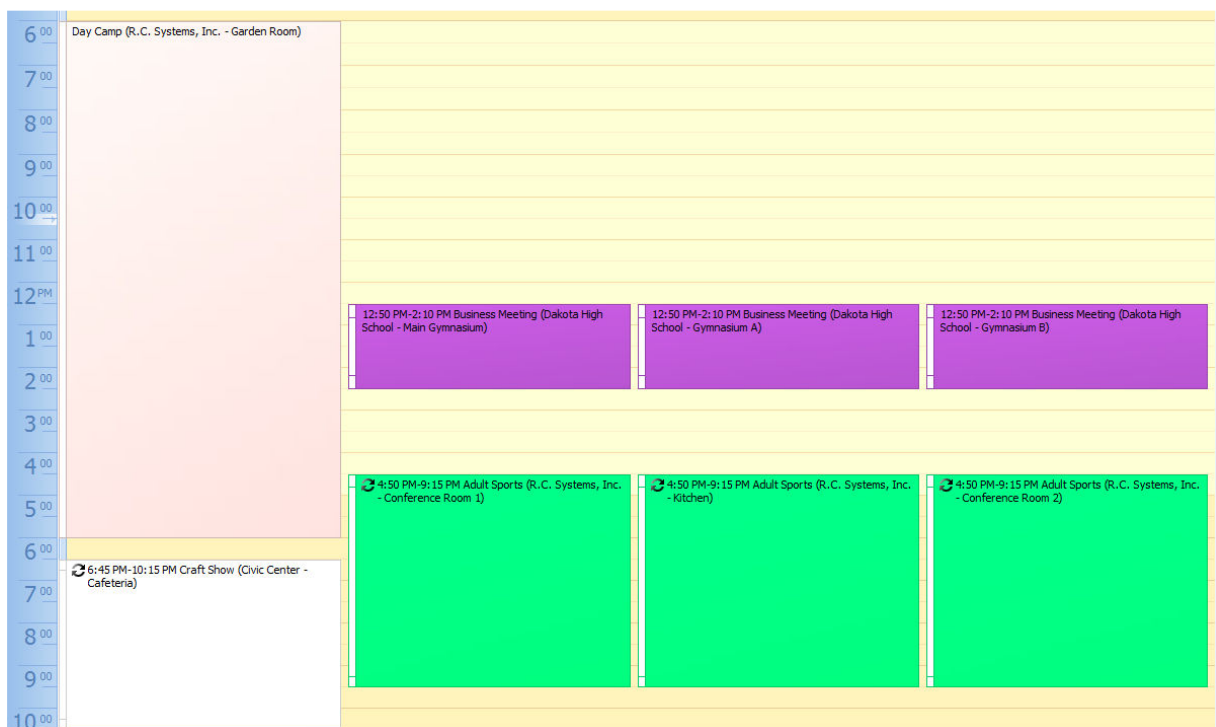 6 00
Day Camp (R.C. Systems, Inc. - Garden Room)
7 00
8 00
9 00
10 00
11 00
12 PM
12:50 PM-2:10 PM Business Meeting (Dakota High
School - Main Gymnasium)
12:50 PM-2:10 PM Business Meeting (Dakota High
School - Gymnasium A)
12:50 PM-2:10 PM Business Meeting (Dakota High
School - Gymnasium B)
1 00
2 00
3 00
4 00
4:50 PM-9:15 PM Adult Sports (R.C. Systems, Inc.
- Conference Room 1)
4:50 PM-9:15 PM Adult Sports (R.C. Systems, Inc.
- Kitchen)
4:50 PM-9:15 PM Adult Sports (R.C. Systems, Inc.
- Conference Room 2)
5 00
6 00
6:45 PM-10:15 PM Craft Show (Civic Center -
Cafeteria)
7 00
8 00
9 00
10 00